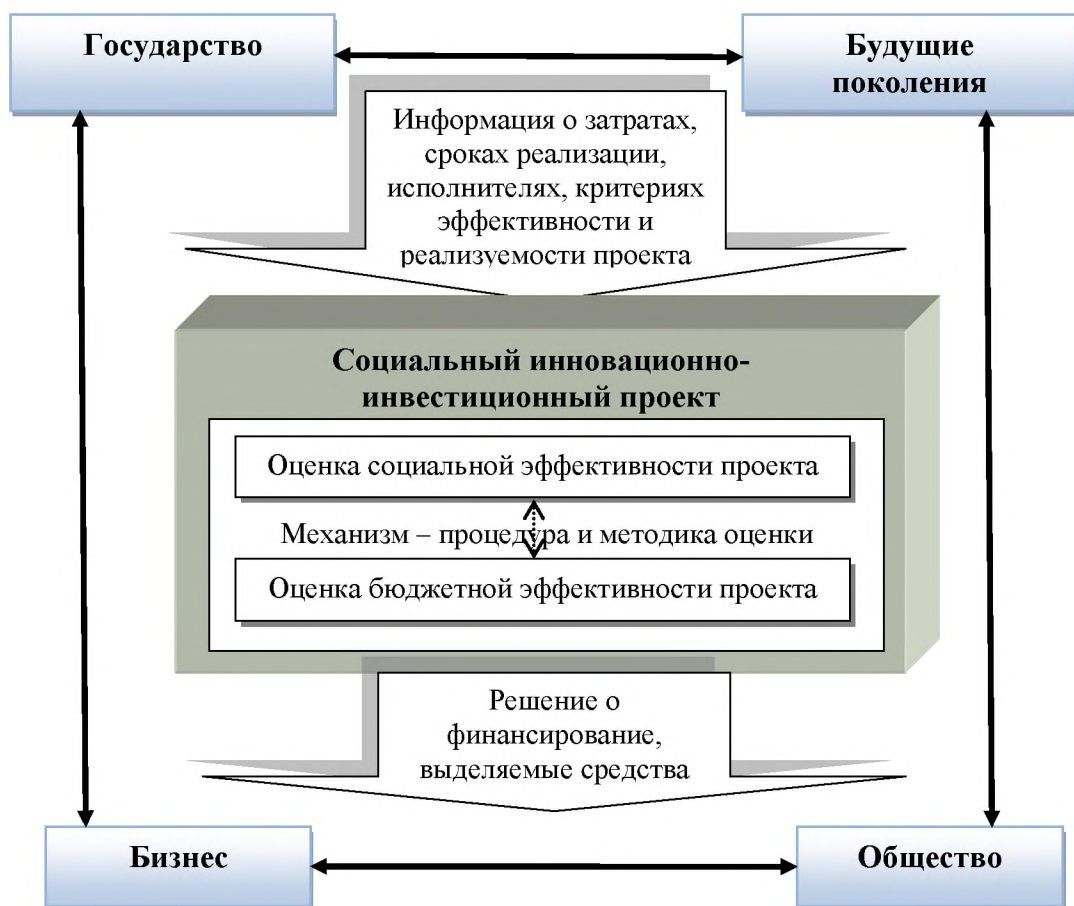 Государство
Будущие
поколения
Информация о затратах,
сроках реализации,
исполнителях, критериях
эффективности и
реализуемости проекта
Социальный инновационно-
инвестиционный проект
Оценка социальной эффективности проекта
Механизм – процедура и методика оценки
Оценка бюджетной эффективности проекта
Решение о
финансирование,
выделяемые средства
Бизнес
Общество